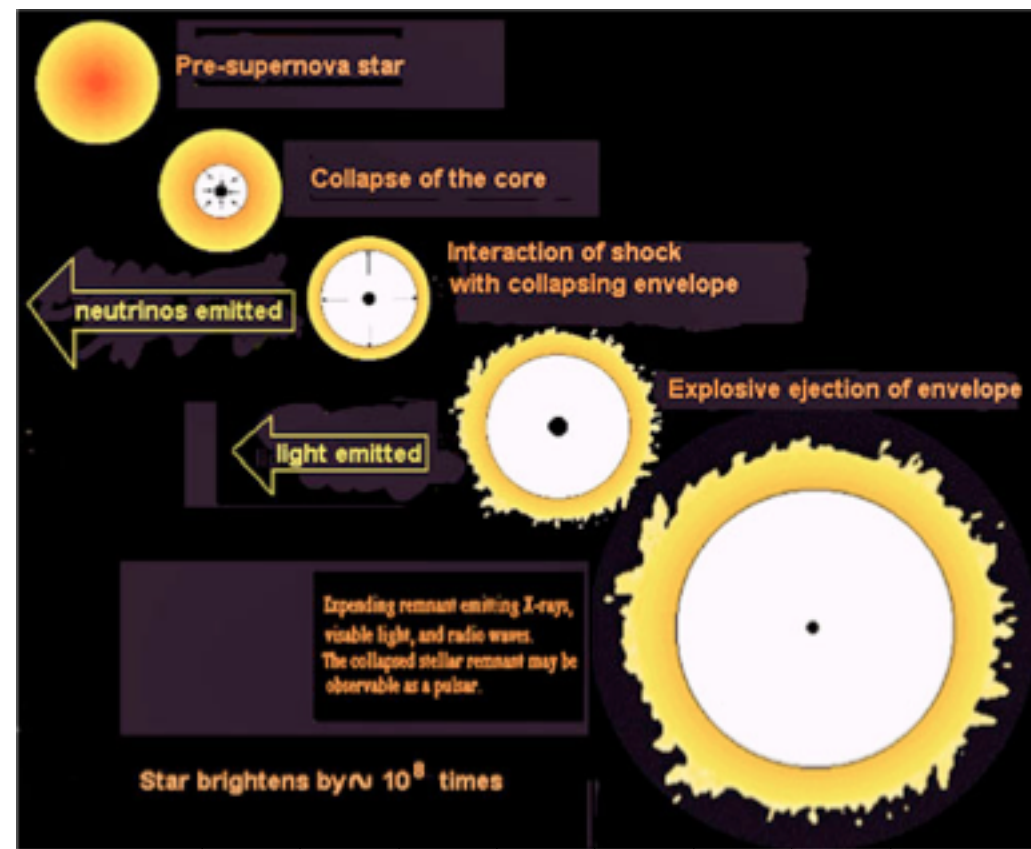 Pre-supernova star
Collapse of the core
Interaction of shock
with collapsing envelope
neutrinos emitted
Explosive ejection of envelope
light emitted
Expending remnant emitting X-rays,
visable light, and radio waves.
The collapsed stellar remnant may be
observable as a pulsar.
Star brightens by ~ 10⁸ times